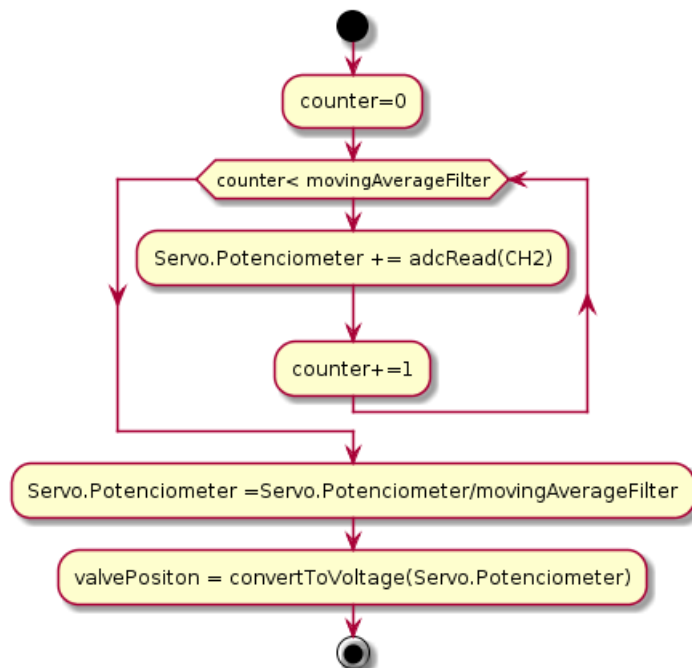 counter=0
counter< movingAverageFilter
Servo.Potenciometer += adcRead(CH2)
counter+=1
Servo.Potenciometer =Servo.Potenciometer/movingAverageFilter
valvePositon = convertToVoltage(Servo.Potenciometer)